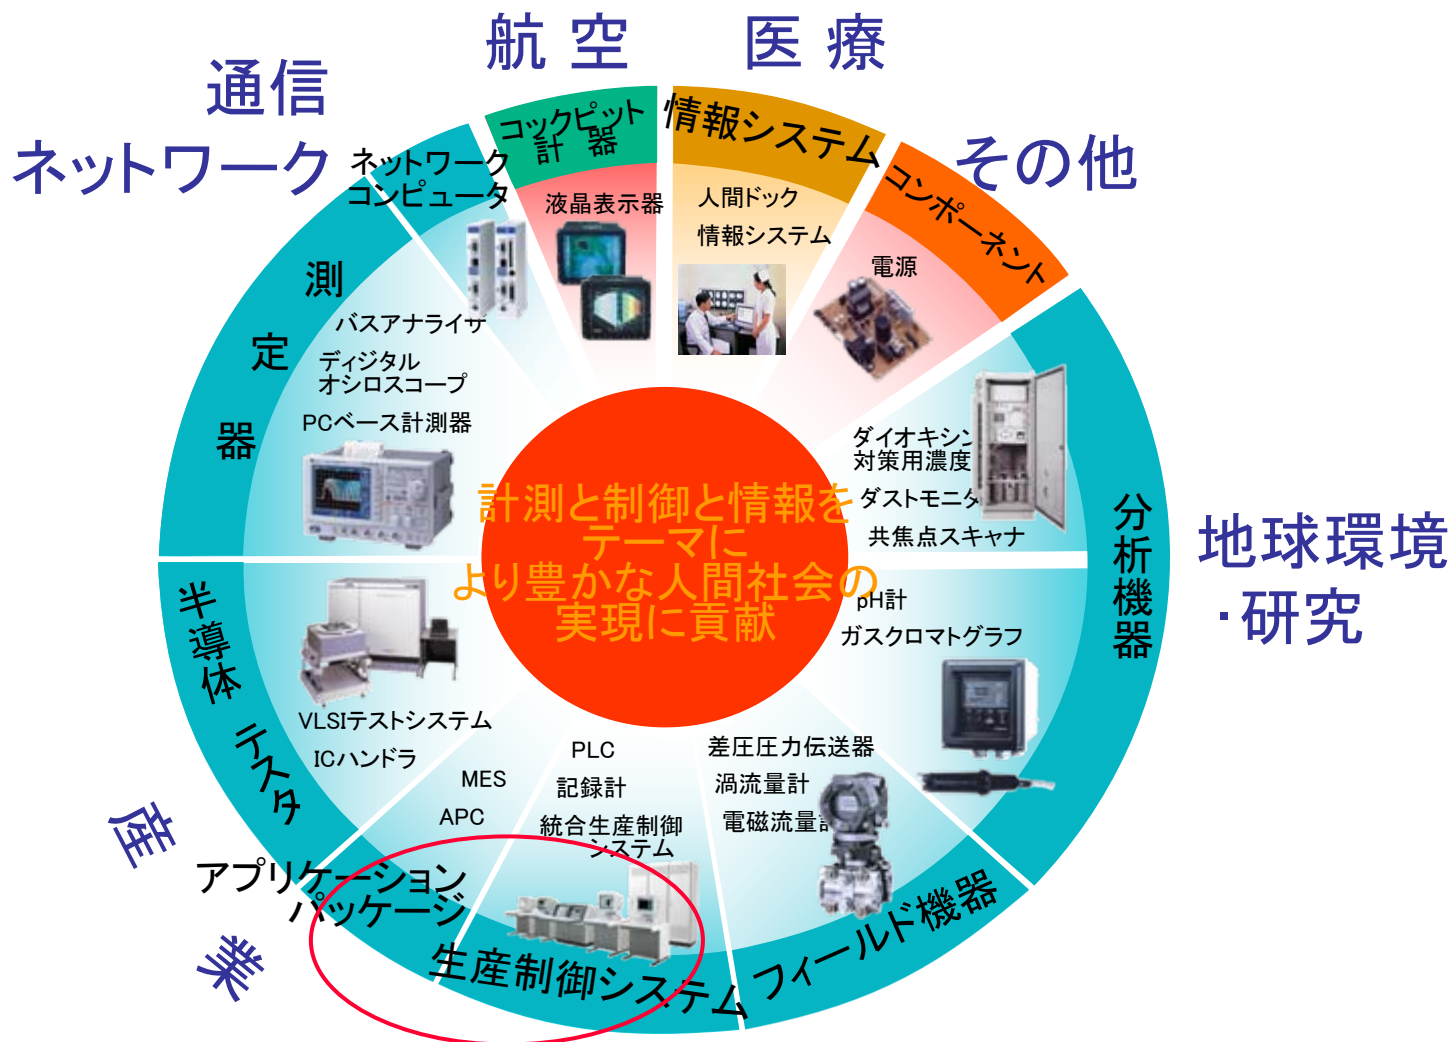 航 空
医 療
通信
ネットワーク
その他
地球環境
・研究
産
業
コックピット
計 器
液晶表示器
情報システム
人間ドック
情報システム
コンポーネント
電源
ネットワーク
コンピュータ
測
定
器
バスアナライザ
ディジタル
オシロスコープ
PCベース計測器
ダイオキシン
対策用濃度
ダストモニタ
共焦点スキャナ
分
析
機
器
pH計
ガスクロマトグラフ
計測と制御と情報を
テーマに
より豊かな人間社会の
実現に貢献
半
導
体
テ
ス
タ
VLSIテストシステム
ICハンドラ
MES
APC
アプリケーション
パッケージ
PLC
記録計
統合生産制御
システム
生産制御システム
差圧圧力伝送器
渦流量計
電磁流量計
フィールド機器